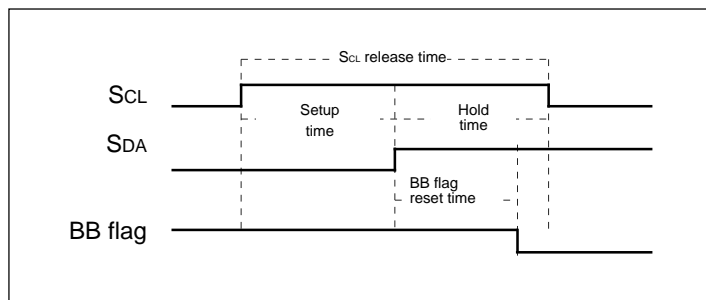 SCL release time
SCL
Setup
time
Hold
time
SDA
BB flag
reset time
BB flag